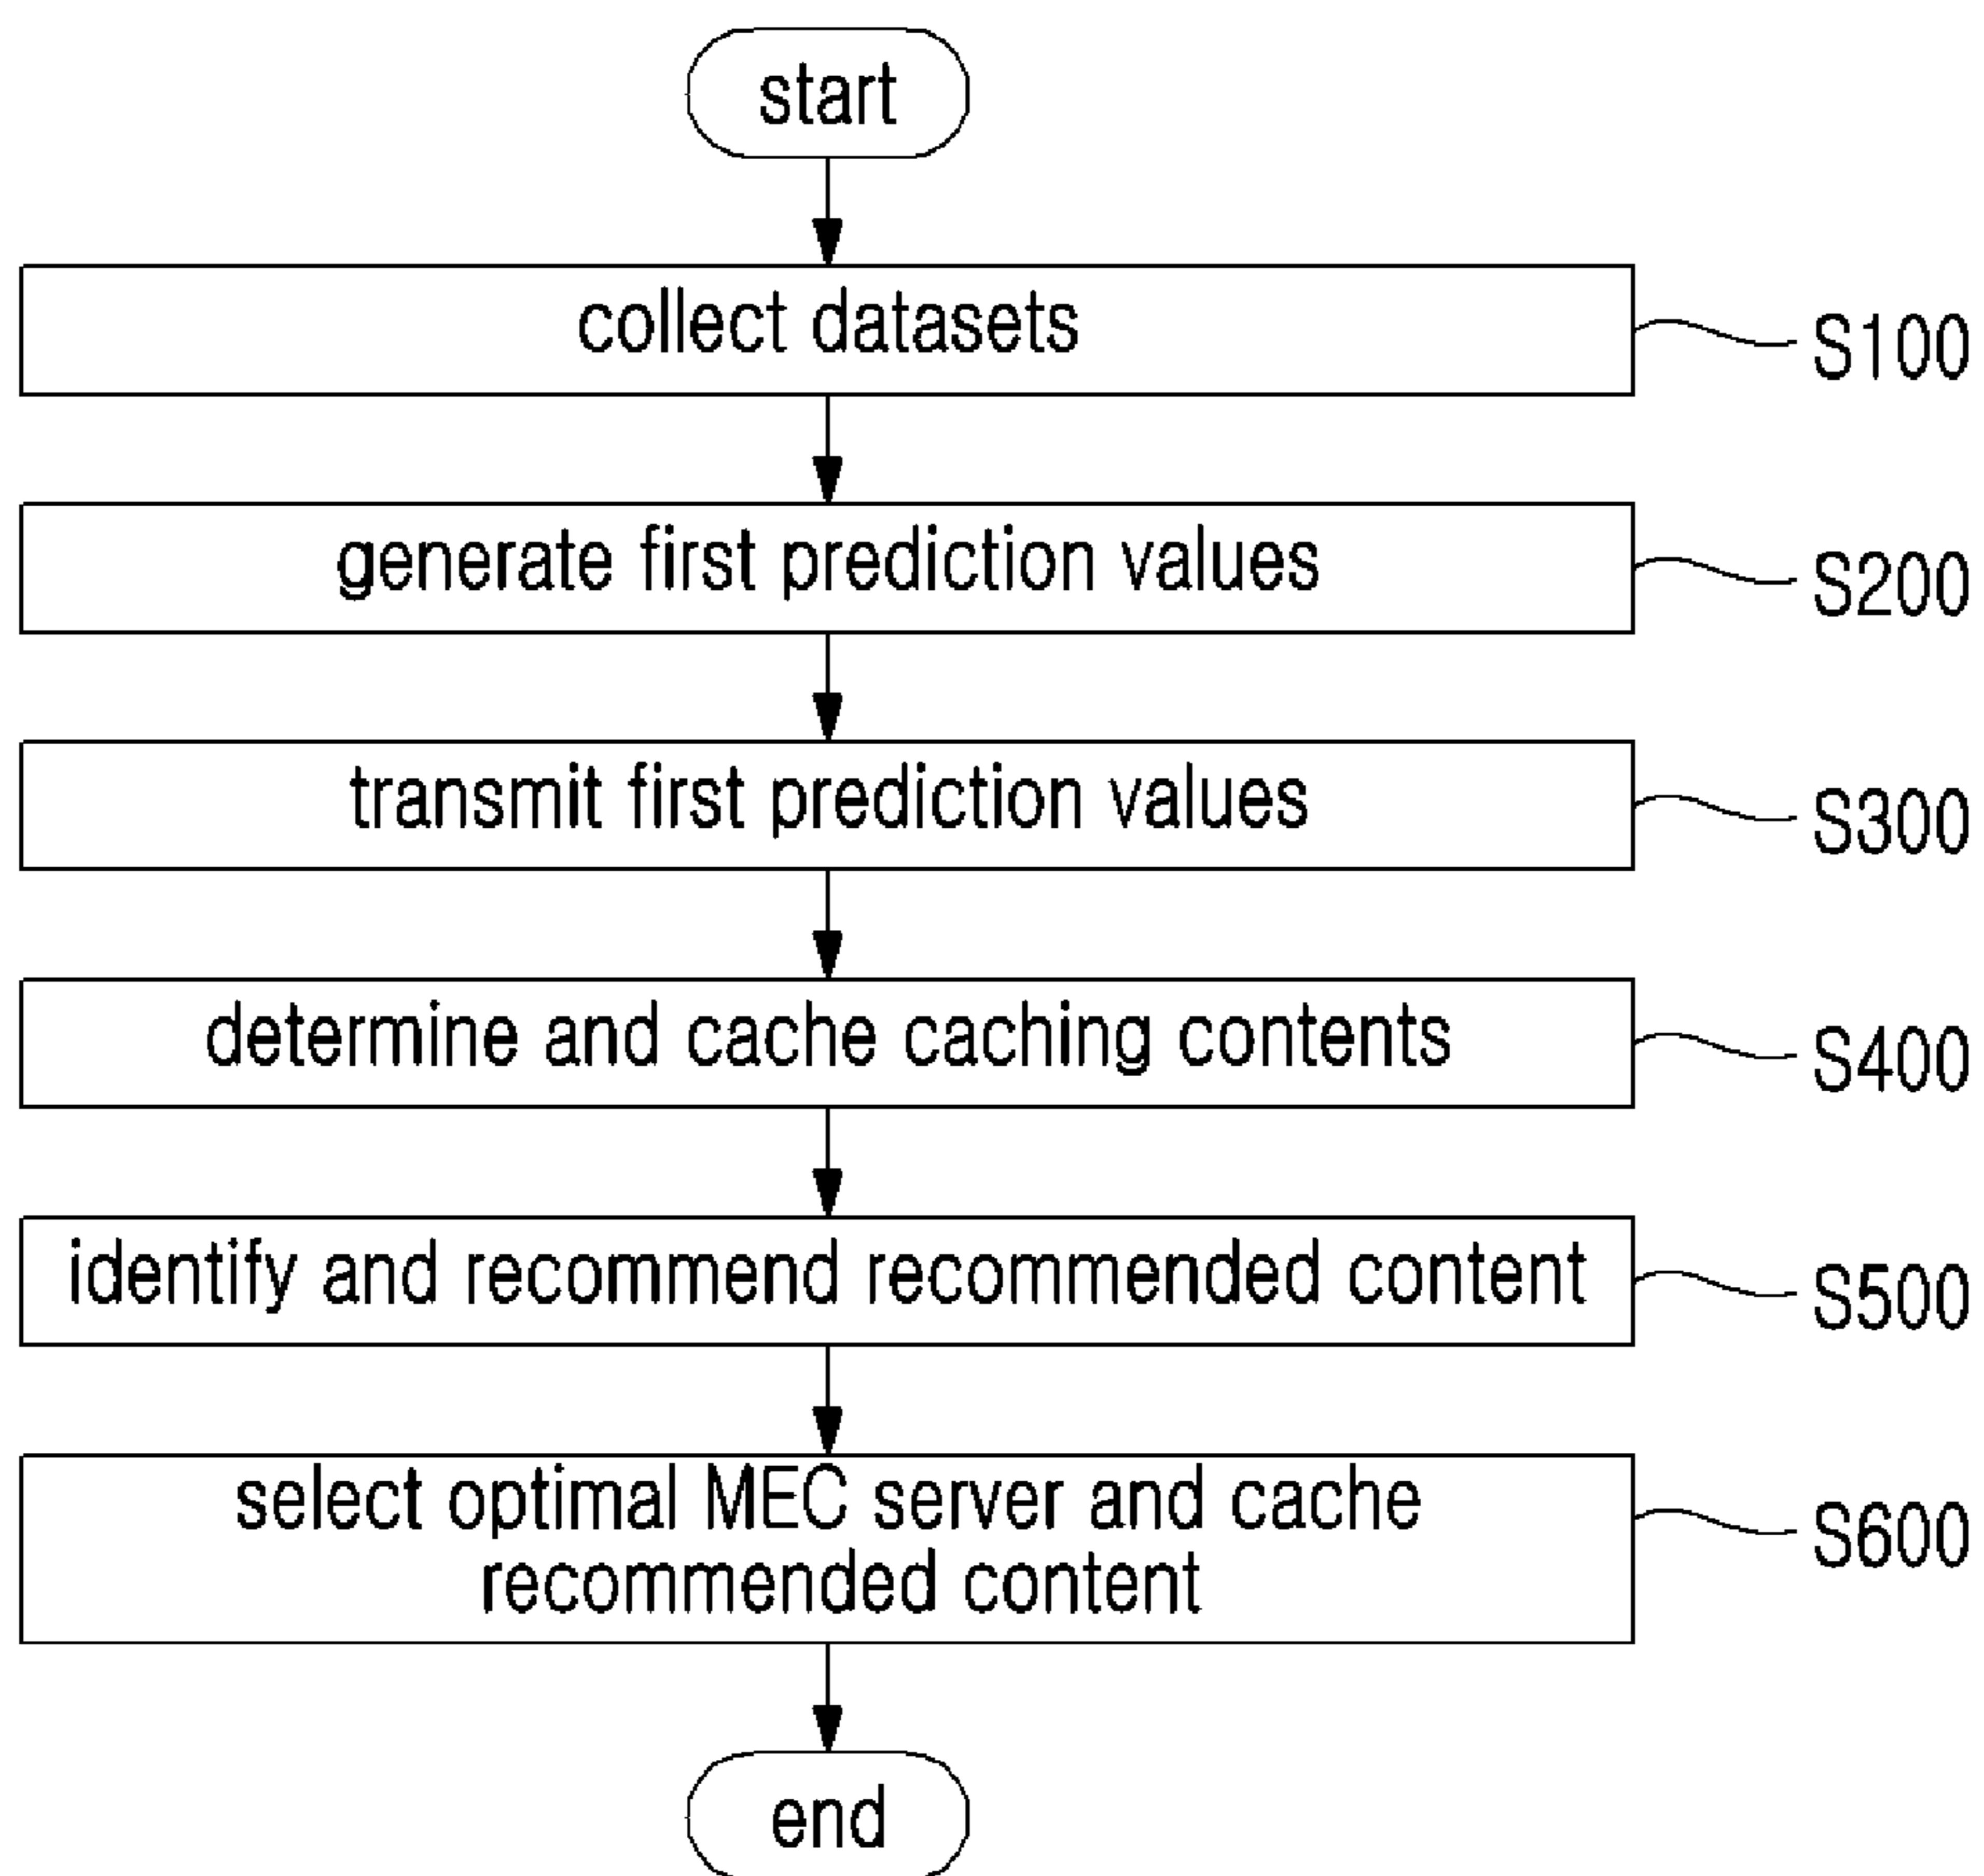 start
collect datasets
S100
generate first prediction values
S200
transmit first prediction values
S300
determine and cache caching contents
S400
identify and recommend recommended content
S500
select optimal MEC server and cache
recommended content
S600
end